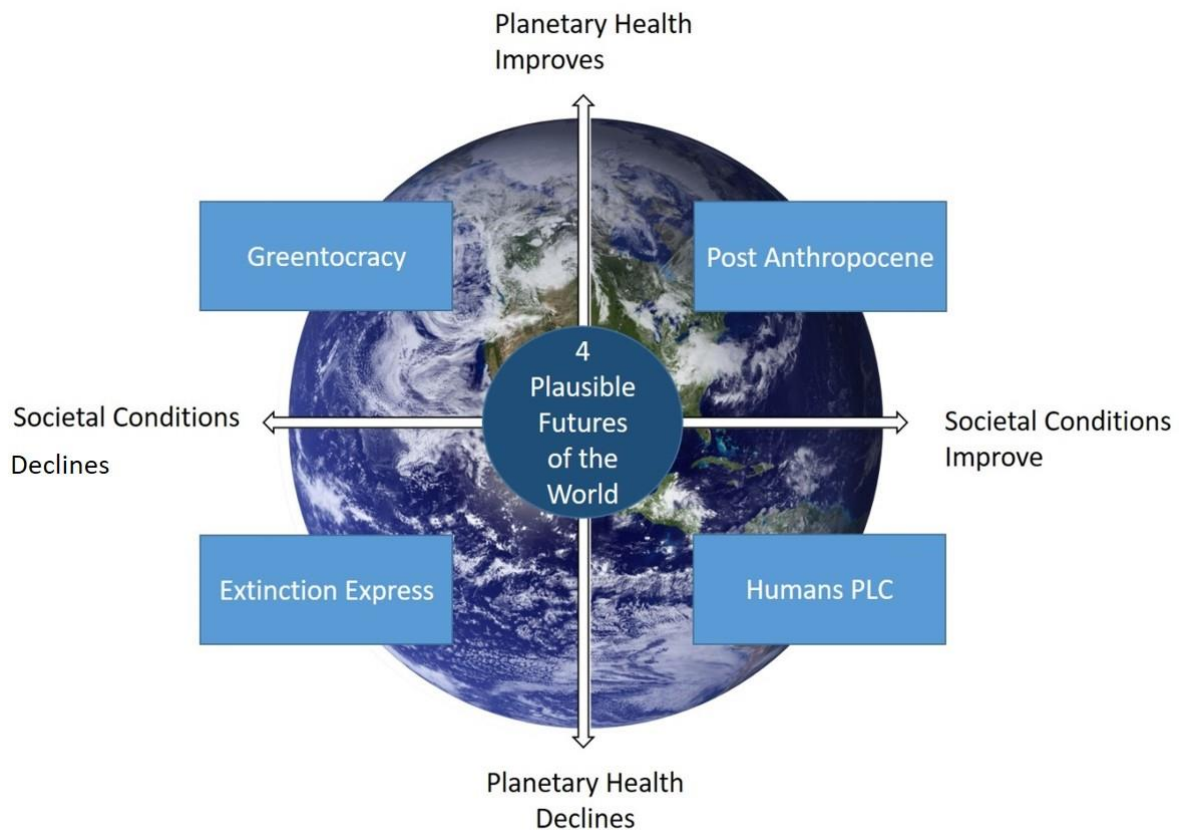 Planetary Health
Improves
Greentocracy
Post Anthropocene
4
Plausible
Futures
of the
World
Societal Conditions
Declines
Societal Conditions
Improve
Extinction Express
Humans PLC
Planetary Health
Declines